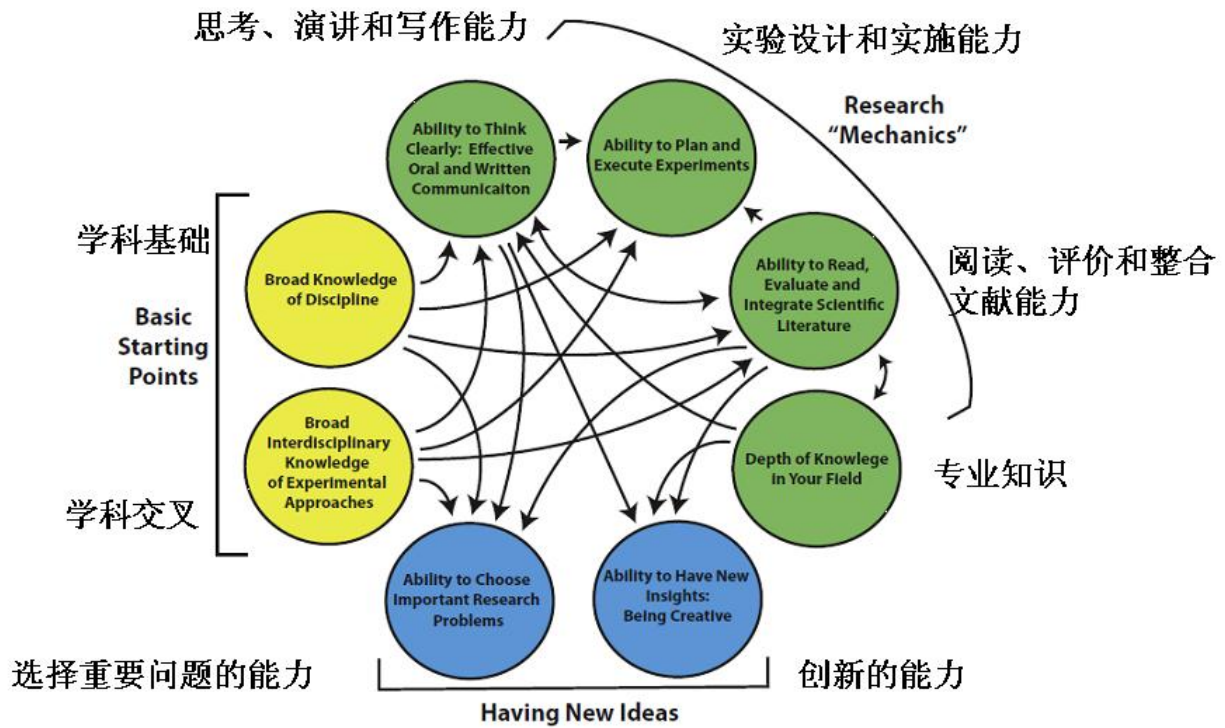 思考、演讲和写作能力
实验设计和实施能力
Research
“Mechanics”
Ability to Think
Clearly: Effective
Oral and Written
Communicaiton
Ability to Plan and
Execute Experiments
学科基础
Broad Knowledge
of Discipline
Ability to Read,
Evaluate and
Integrate Scientific
Literature
阅读、评价和整合
文献能力
Basic
Starting
Points
Broad
Interdisciplinary
Knowledge
of Experimental
Approaches
Depth of Knowlege
in Your Field
专业知识
学科交叉
Ability to Choose
Important Research
Problems
Ability to Have New
Insights:
Being Creative
选择重要问题的能力
创新的能力
Having New Ideas